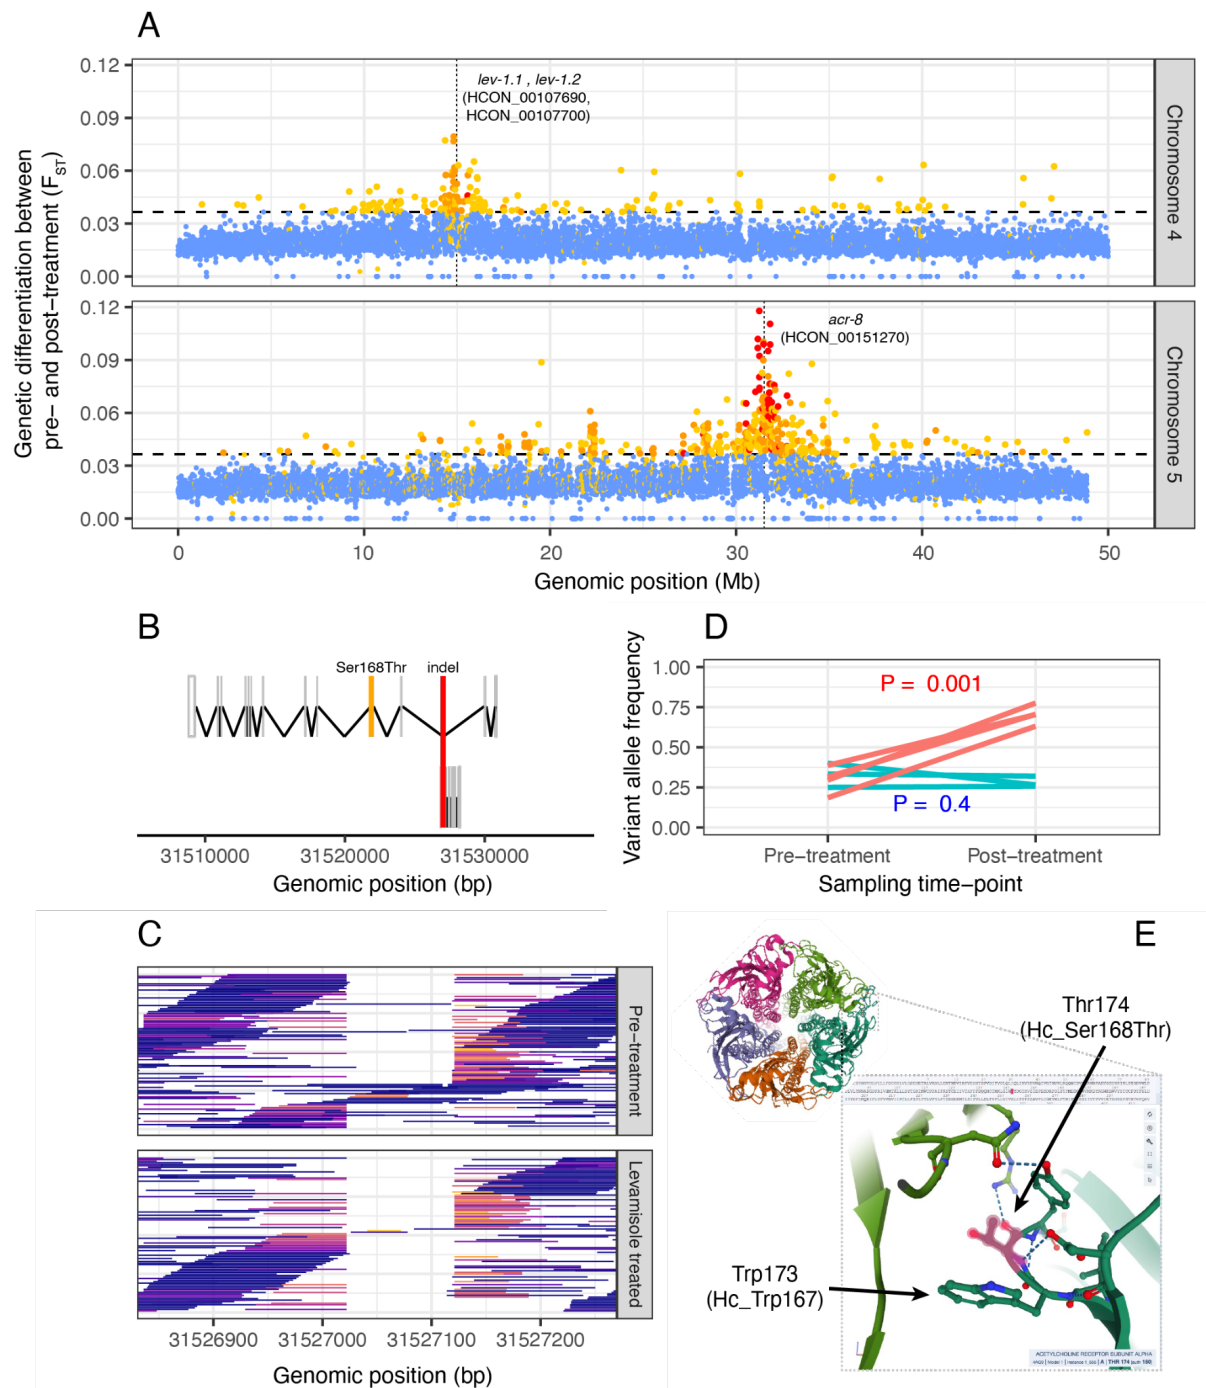 A
Genetic differentiation between
pre− and post−treatment (FST)
0.12
0.09
0.06
0.03
0.00
lev-1.1 , lev-1.2
(HCON_00107690,
HCON_00107700)
Chromosome 4
0.12
0.09
0.06
0.03
0.00
acr-8
(HCON_00151270)
Chromosome 5
0
10
20
30
40
50
Genomic position (Mb)
B
Ser168Thr
indel
31510000
31520000
31530000
Genomic position (bp)
D
Variant allele frequency
1.00
0.75
0.50
0.25
0.00
P = 0.001
P = 0.4
Pre−treatment
Post−treatment
Sampling time−point
C
Pre−treatment
Levamisole treated
31526900
31527000
31527100
31527200
Genomic position (bp)
E
Thr174
(Hc_Ser168Thr)
Trp173
(Hc_Trp167)
ACETYLCHOLINE RECEPTOR SUBUNIT ALPHA